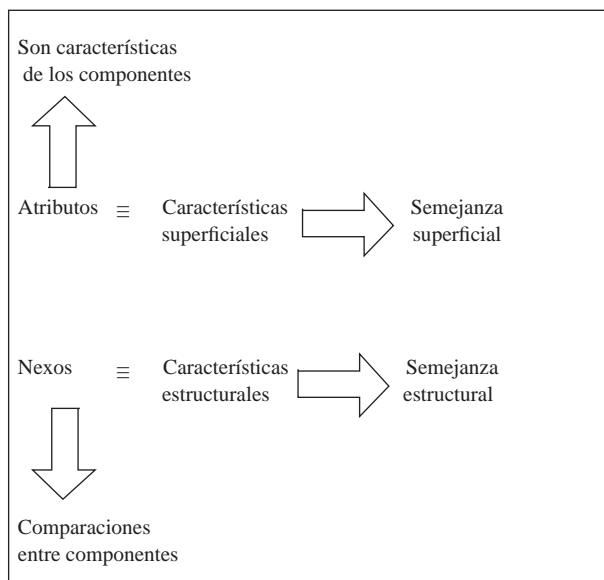 Son características
de los componentes
Atributos ≡ Características Semejanza
superficiales superficial
Nexos ≡ Características Semejanza
estructurales estructural
Comparaciones
entre componentes